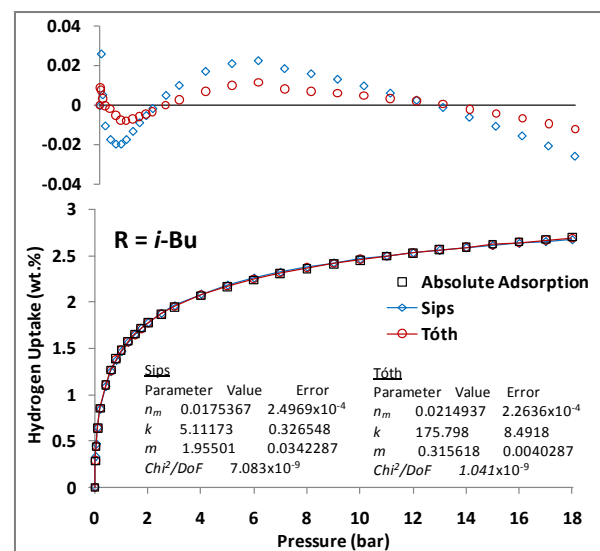 0.04
0.02
0
-0.02
-0.04
3
2.5
2
1.5
1
0.5
0
Hydrogen Uptake (wt.%)
R = i-Bu
Absolute Adsorption
Sips
Tóth
Sips
Parameter Value Error
nm 0.0175367 2.4969x10-4
k 5.11173 0.326548
m 1.95501 0.0342287
Chi2/DoF 7.083x10-9
Tóth
Parameter Value Error
nm 0.0214937 2.2636x10-4
k 175.798 8.4918
m 0.315618 0.0040287
Chi2/DoF 1.041x10-9
0 2 4 6 8 10 12 14 16 18
Pressure (bar)